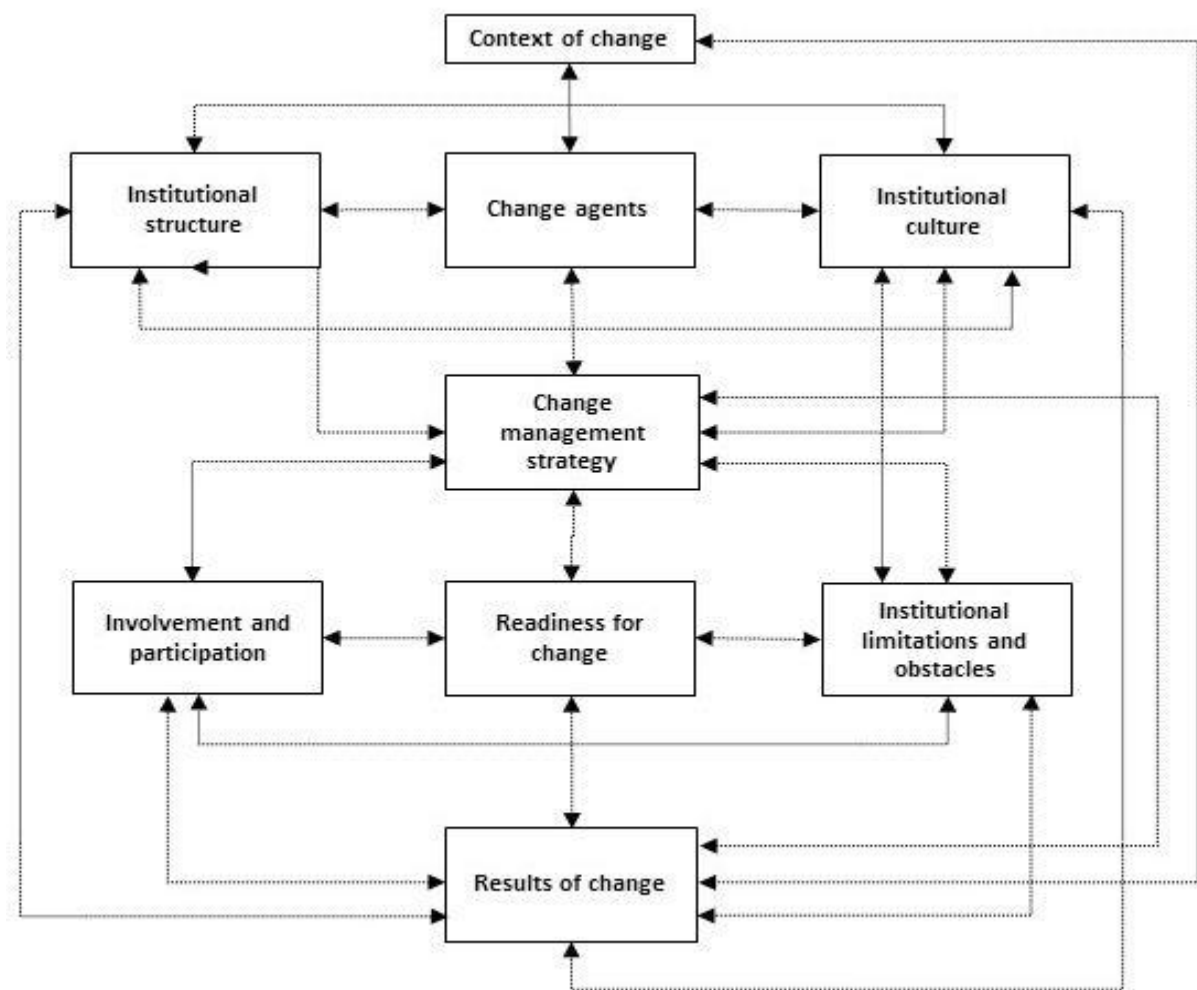 Context of change
Institutional
structure
Change agents
Institutional
culture
Change
management
strategy
Involvement and
participation
Readiness for
change
Institutional
limitations and
obstacles
Results of change